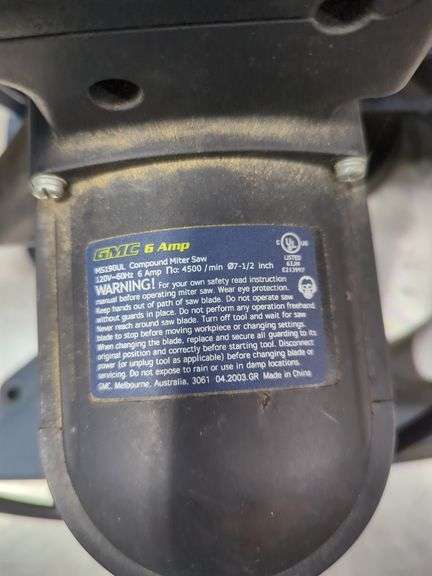 GMC 6 Amp
MS190UL Compound Miter Saw
120V~60Hz 6 Amp no: 4500 /min Ø7-1/2 inch
WARNING! For your own safety read instruction
manual before operating miter saw. Wear eye protection.
Keep hands out of path of saw blade. Do not operate saw
without guards in place. Do not perform any operation freehand.
Never reach around saw blade. Turn off tool and wait for saw
blade to stop before moving workpiece or changing settings.
When changing the blade, replace and secure all guarding to its
original position and correctly before starting tool. Disconnect
power (or unplug tool as applicable) before changing blade or
servicing. Do not expose to rain or use in damp locations.
GMC, Melbourne, Australia, 3061 04.2003.GR Made in China
C UL US
LISTED